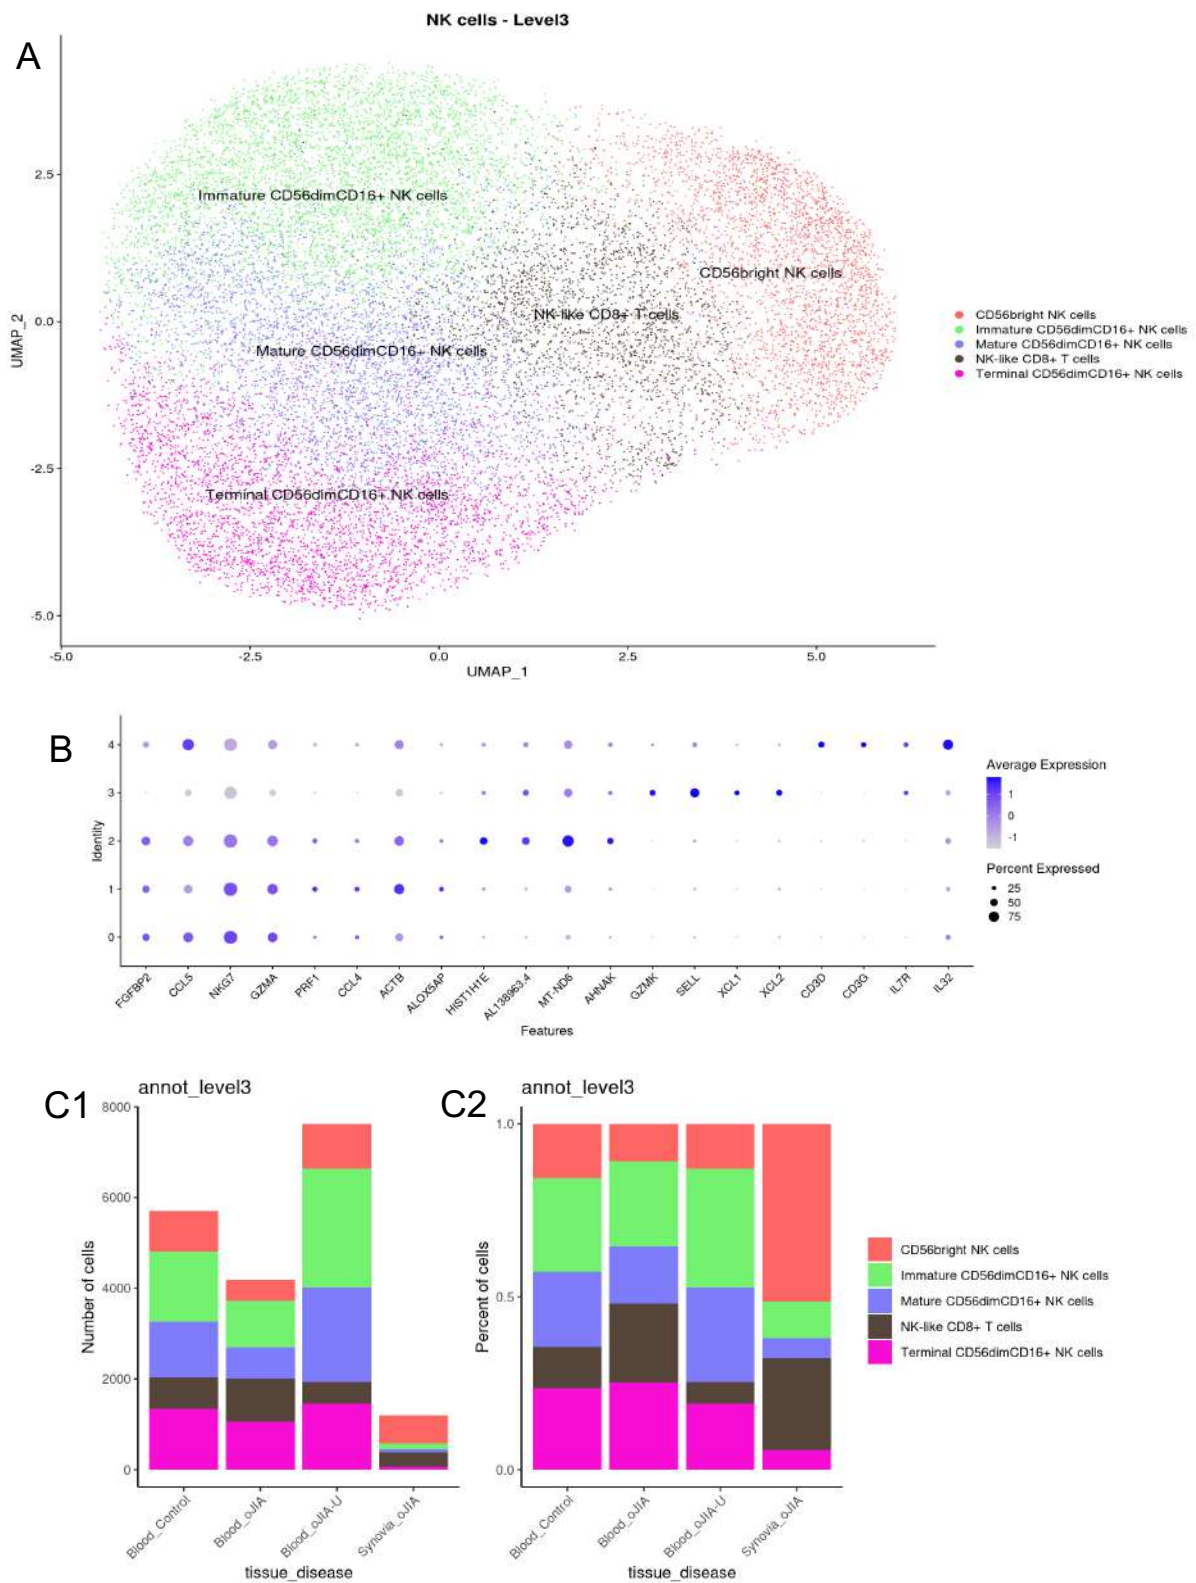 NK cells - Level3
A
2.5
0.0
-2.5
-5.0
UMAP_2
Immature CD56dimCD16+ NK cells
CD56bright NK cells
NK-like CD8+ T cells
Mature CD56dimCD16+ NK cells
Terminal CD56dimCD16+ NK cells
-5.0 -2.5 0.0 2.5 5.0
UMAP_1
CD56bright NK cells
Immature CD56dimCD16+ NK cells
Mature CD56dimCD16+ NK cells
NK-like CD8+ T cells
Terminal CD56dimCD16+ NK cells
B
4
3
2
1
0
Identity
FGFBP2 CCL5 NKG7 GZMA PRF1 CCL4 ACTB ALOX5AP HIST1H1E AL138963.4 MT-ND6 AHNAK GZMK SELL XCL1 XCL2 CD3D CD3G IL7R IL32
Features
Average Expression
1
0
-1
Percent Expressed
25
50
75
C1
annot_level3
8000
6000
4000
2000
0
Number of cells
Blood_Control Blood_oJIA Blood_oJIA-U Synovia_oJIA
tissue_disease
C2
annot_level3
1.0
0.5
0.0
Percent of cells
Blood_Control Blood_oJIA Blood_oJIA-U Synovia_oJIA
tissue_disease
CD56bright NK cells
Immature CD56dimCD16+ NK cells
Mature CD56dimCD16+ NK cells
NK-like CD8+ T cells
Terminal CD56dimCD16+ NK cells